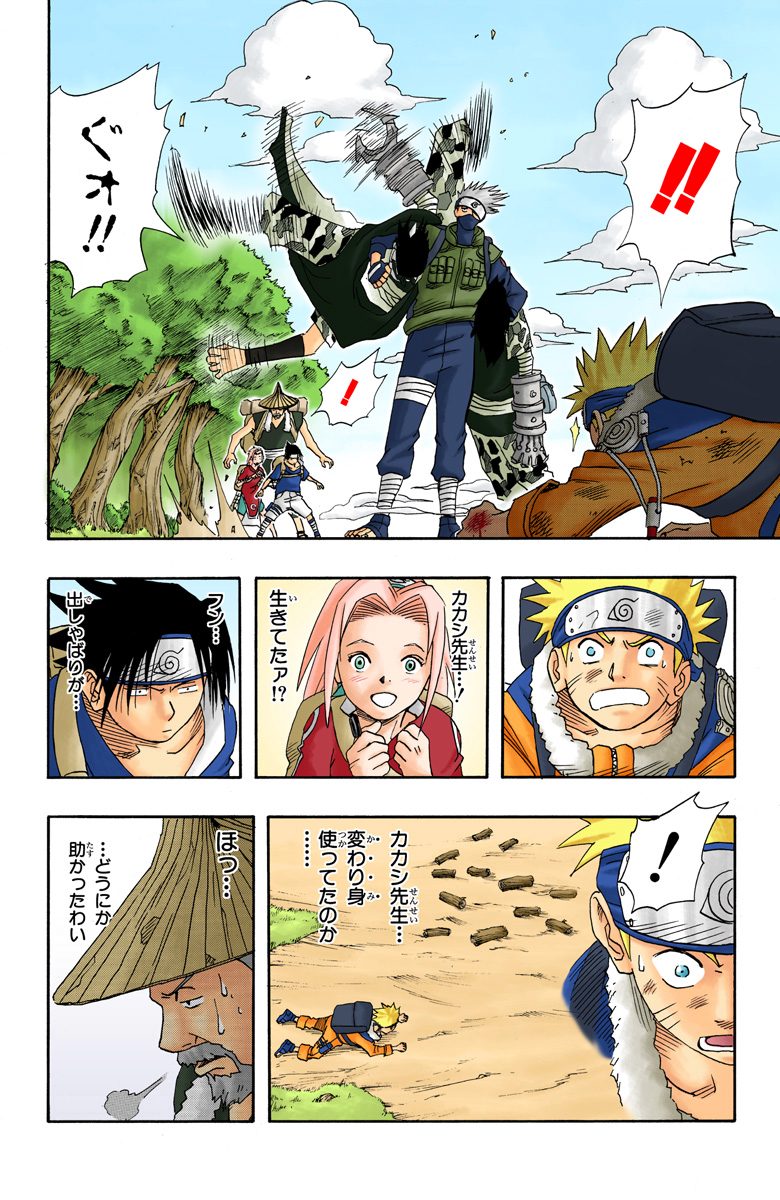 !!
!
ぐオ!!
カカシ先生…!
生きてたァ!?
フン…
出しゃばりが…
!
カカシ先生…
変わり身
使ってたのか
……
ほっ…
…どうにか
助かったわい